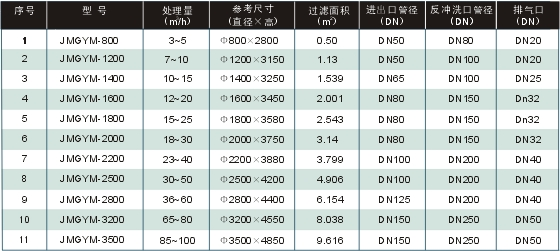 序号 型号 处理量 (m³/h) 参考尺寸 (直径×高) 过滤面积 (m²) 进出口管径 (DN) 反冲洗口管径 (DN) 排气口 (DN)
1 JMGYM-800 3~5 Φ800×2800 0.50 DN50 DN80 DN20
2 JMGYM-1200 7~10 Φ1200×3150 1.13 DN50 DN100 DN20
3 JMGYM-1400 10~15 Φ1400×3250 1.539 DN65 DN100 DN25
4 JMGYM-1600 12~20 Φ1600×3450 2.001 DN80 DN150 Dn32
5 JMGYM-1800 15~25 Φ1800×3580 2.543 DN80 DN150 Dn32
6 JMGYM-2000 18~30 Φ2000×3750 3.14 DN80 DN150 DN32
7 JMGYM-2200 23~40 Φ2200×3880 3.799 DN100 DN200 DN40
8 JMGYM-2500 30~50 Φ2500×4200 4.906 DN100 DN200 DN40
9 JMGYM-2800 36~60 Φ2800×4400 6.154 DN125 DN200 DN40
10 JMGYM-3200 65~80 Φ3200×4550 8.038 DN150 DN250 DN50
11 JMGYM-3500 85~100 Φ3500×4850 9.616 DN150 DN250 DN50